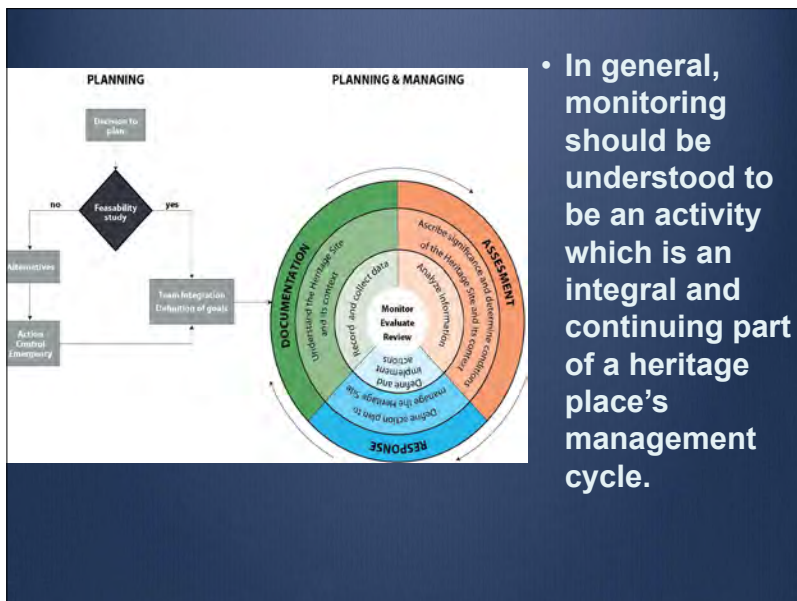 PLANNING
Decision to
plan
no
Feasability
study
yes
Alternatives
Action
Control
Emergency
Team Integration
Definition of goals
PLANNING & MANAGING
DOCUMENTATION
Understand the Heritage Site
and its context
Record and collect data
ASSESMENT
Ascribe significance and determine conditions
of the Heritage Site and its context
Analyze Information
Monitor
Evaluate
Review
Define and
implement
actions
Define action plan to
manage the Heritage Site
RESPONSE
• In general,
monitoring
should be
understood to
be an activity
which is an
integral and
continuing part
of a heritage
place’s
management
cycle.